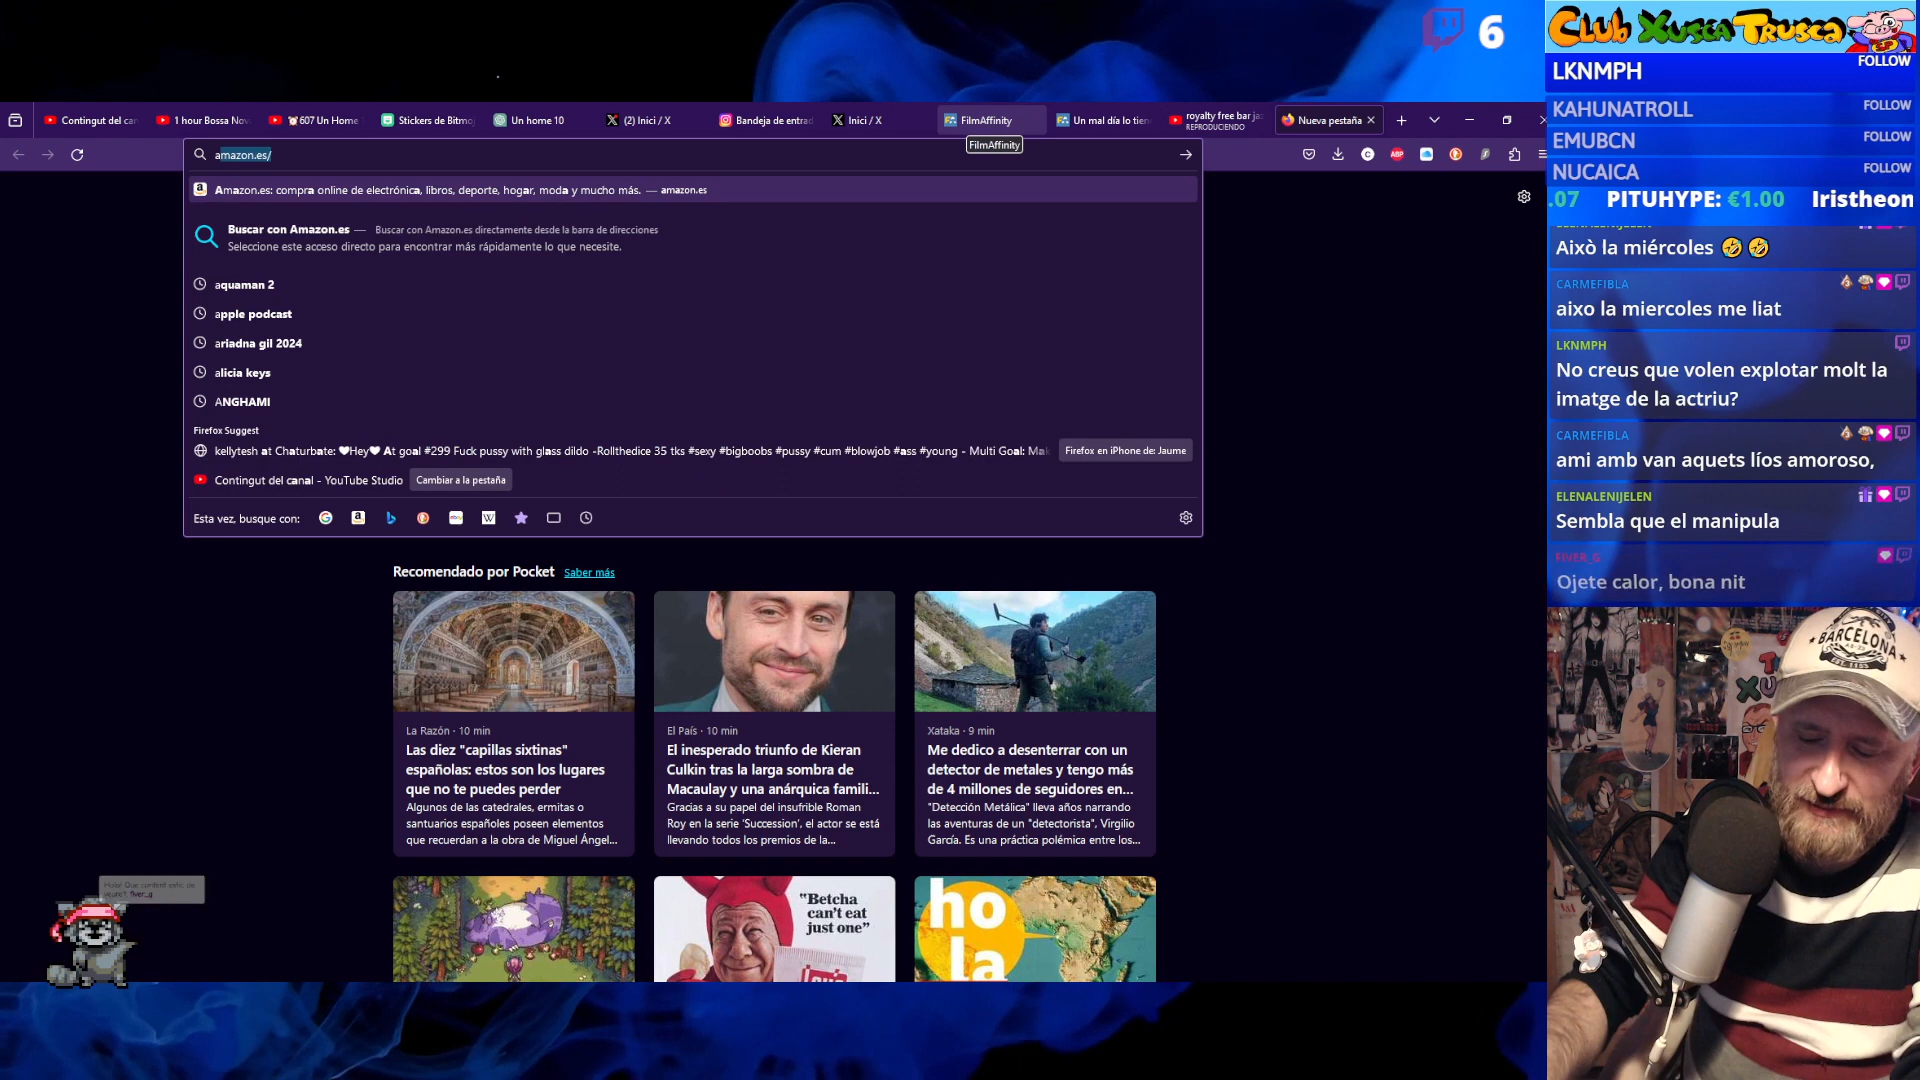 6
Club Xusca Trusca
FOLLOW
LKNMPH
KAHUNATROLL FOLLOW
EMUBCN FOLLOW
NUCAICA FOLLOW
.07 PITUHYPE: €1.00 Iristheon
Contingut del can
1 hour Bossa Nov
607 Un Home
Stickers de Bitmo
Un home 10
(2) Inici / X
Bandeja de entrad
Inici / X
FilmAffinity
Un mal día lo tien
royalty free bar ja
REPRODUCIENDO
Nueva pestaña
FilmAffinity
amazon.es/
Amazon.es: compra online de electrónica, libros, deporte, hogar, moda y mucho más. — amazon.es
Buscar con Amazon.es — Buscar con Amazon.es directamente desde la barra de direcciones
Seleccione este acceso directo para encontrar más rápidamente lo que necesite.
aquaman 2
apple podcast
ariadna gil 2024
alicia keys
ANGHAMI
Firefox Suggest
kellytesh at Chaturbate: ❤Hey❤ At goal #299 Fuck pussy with glass dildo -Rollthedice 35 tks #sexy #bigboobs #pussy #cum #blowjob #ass #young - Multi Goal: Mak
Firefox en iPhone de: Jaume
Contingut del canal - YouTube Studio
Cambiar a la pestaña
Esta vez, busque con:
Recomendado por Pocket Saber más
La Razón · 10 min
Las diez "capillas sixtinas"
españolas: estos son los lugares
que no te puedes perder
Algunos de las catedrales, ermitas o
santuarios españoles poseen elementos
que recuerdan a la obra de Miguel Ángel...
El País · 10 min
El inesperado triunfo de Kieran
Culkin tras la larga sombra de
Macaulay y una anárquica famili...
Gracias a su papel del insufrible Roman
Roy en la serie 'Succession', el actor se está
llevando todos los premios de la...
Xataka · 9 min
Me dedico a desenterrar con un
detector de metales y tengo más
de 4 millones de seguidores en...
"Detección Metálica" lleva años narrando
las aventuras de un "detectorista", Virgilio
García. Es una práctica polémica entre los...
"Betcha
can't eat
just one"
ho
la
Hola! Que content estic de
veure't, fiver_g
ELENALENIJELEN
Això la miércoles 🤣 🤣
CARMEFIBLA
aixo la miercoles me liat
LKNMPH
No creus que volen explotar molt la
imatge de la actriu?
CARMEFIBLA
ami amb van aquets líos amoroso,
ELENALENIJELEN
Sembla que el manipula
FIVER_G
Ojete calor, bona nit
BARCELONA